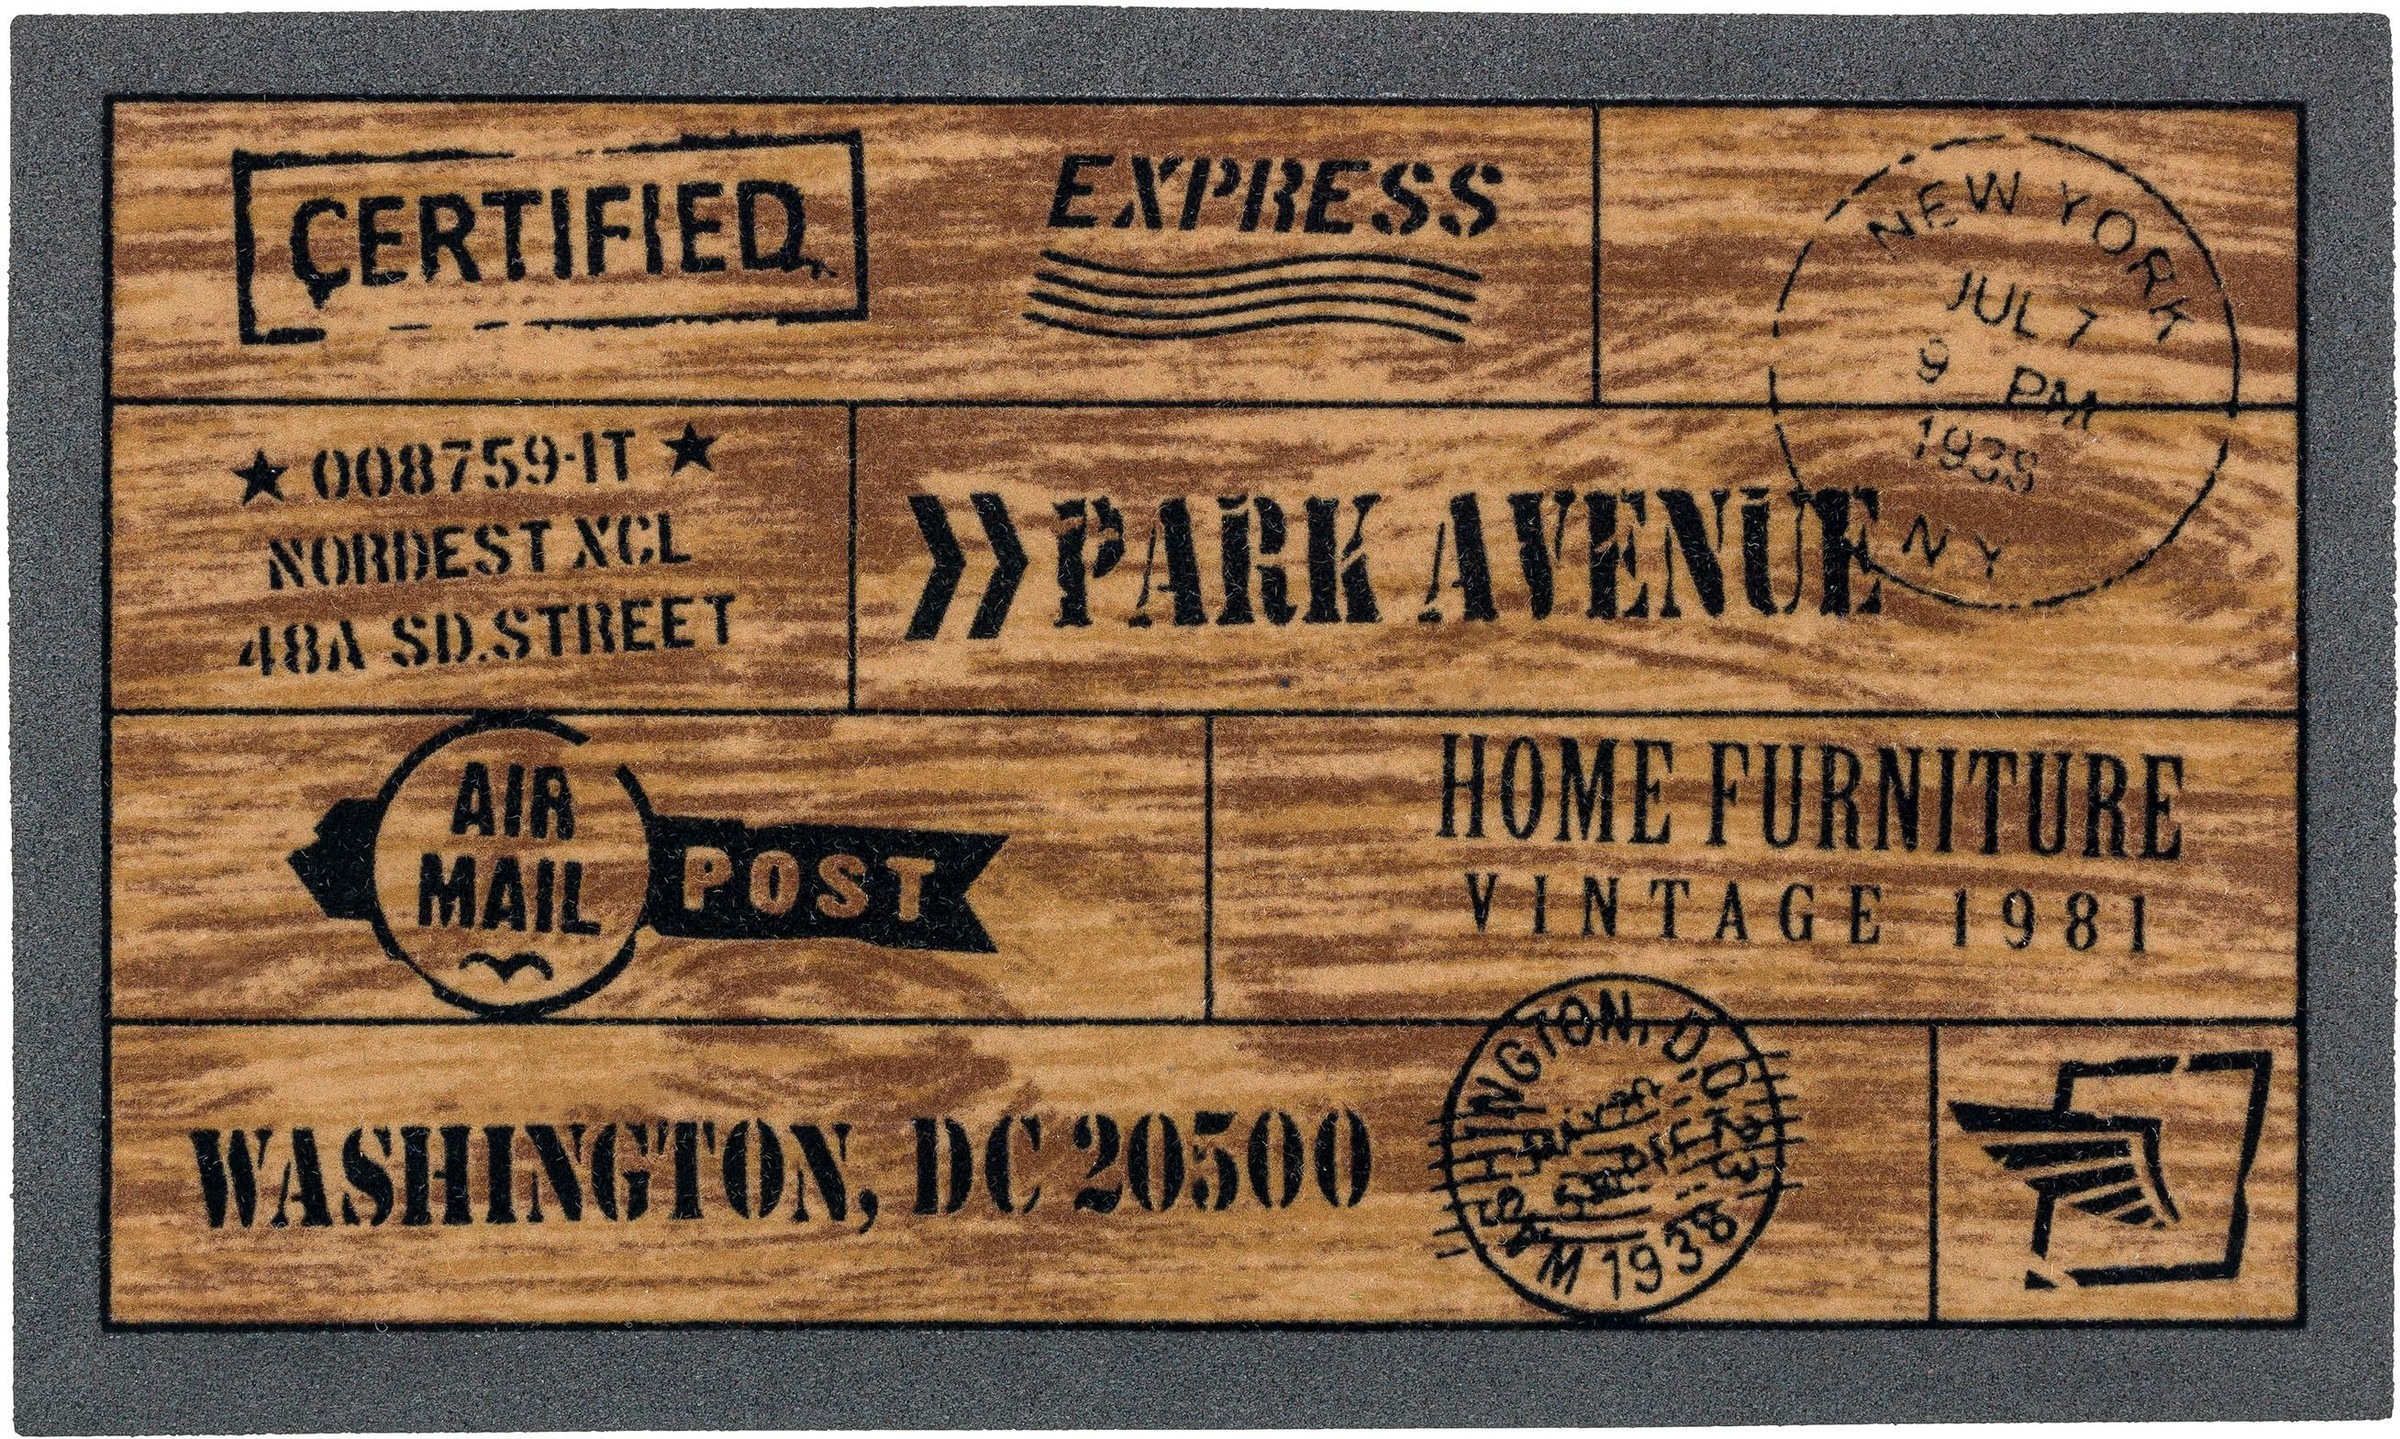 CERTIFIED
EXPRESS
NEW YORK
JUL 7
9 PM
1938
NY
★ 008759-IT ★
NORDEST XCL
48A SD.STREET
»PARK AVENUE
AIR
MAIL
POST
HOME FURNITURE
VINTAGE 1981
WASHINGTON, DC 20500
WASHINGTON, D.C.
1938